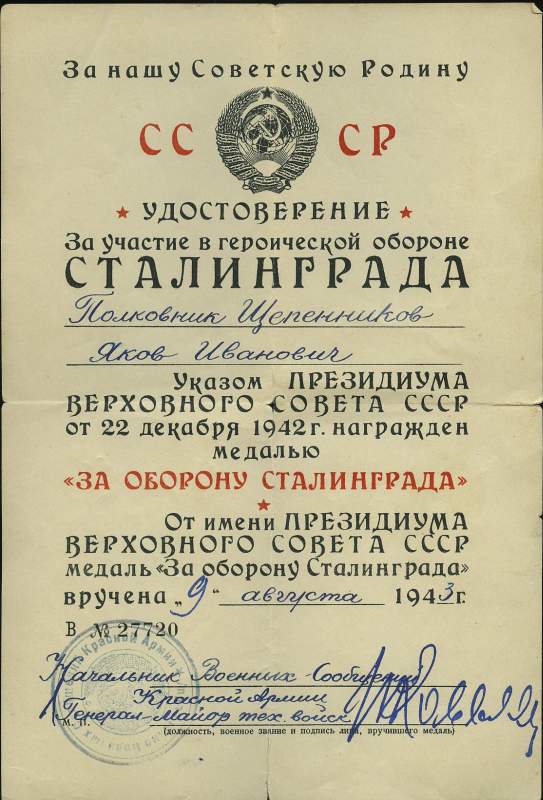 За нашу Советскую Родину
СС СР
УДОСТОВЕРЕНИЕ
За участие в героической обороне
СТАЛИНГРАДА
Полковник Щепенников
Яков Иванович
Указом ПРЕЗИДИУМА
ВЕРХОВНОГО СОВЕТА СССР
от 22 декабря 1942 г. награжден
медалью
«ЗА ОБОРОНУ СТАЛИНГРАДА»
От имени ПРЕЗИДИУМА
ВЕРХОВНОГО СОВЕТА СССР
медаль «За оборону Сталинграда»
вручена „9" августа 1943 г.
В № 27720
Красной Армии
Начальник Военных Сообщений
Красной Армии
Генерал-Майор тех. войск
М. П.
(должность, военное звание и подпись лица, вручившего медаль)